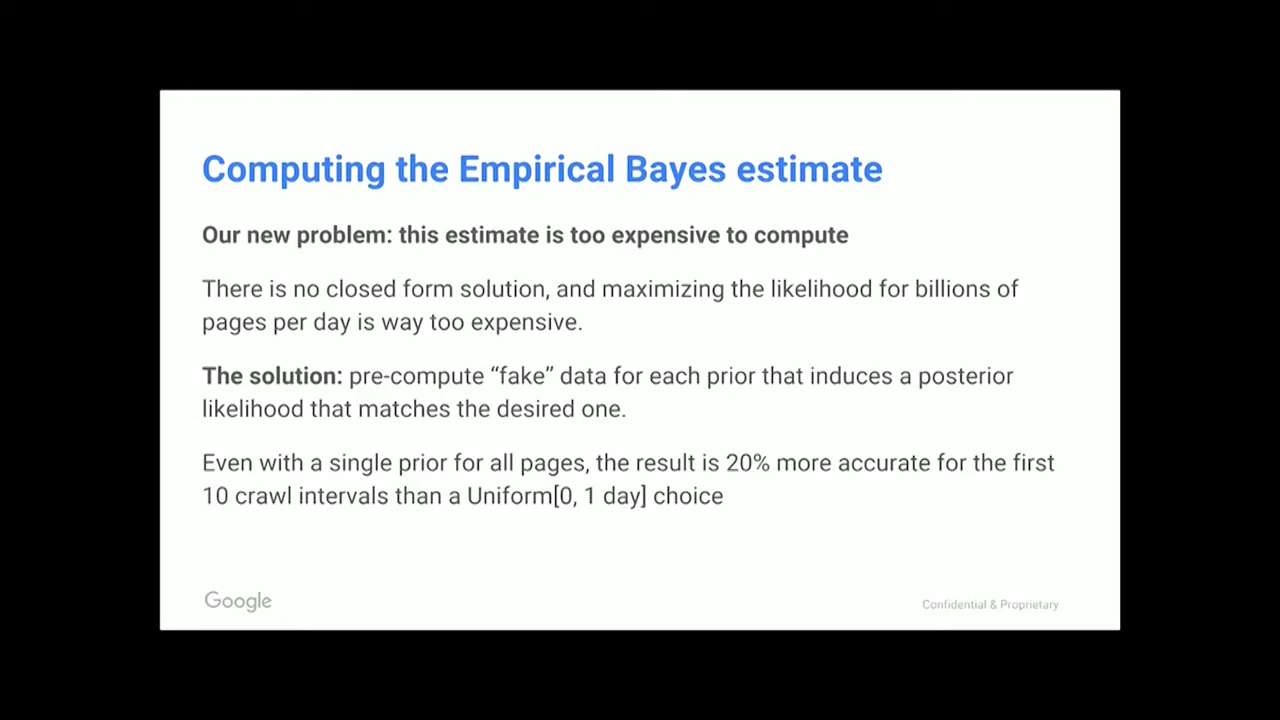 Computing the Empirical Bayes estimate
Our new problem: this estimate is too expensive to compute
There is no closed form solution, and maximizing the likelihood for billions of
pages per day is way too expensive.
The solution: pre-compute “fake” data for each prior that induces a posterior
likelihood that matches the desired one.
Even with a single prior for all pages, the result is 20% more accurate for the first
10 crawl intervals than a Uniform[0, 1 day] choice
Google
Confidential & Proprietary